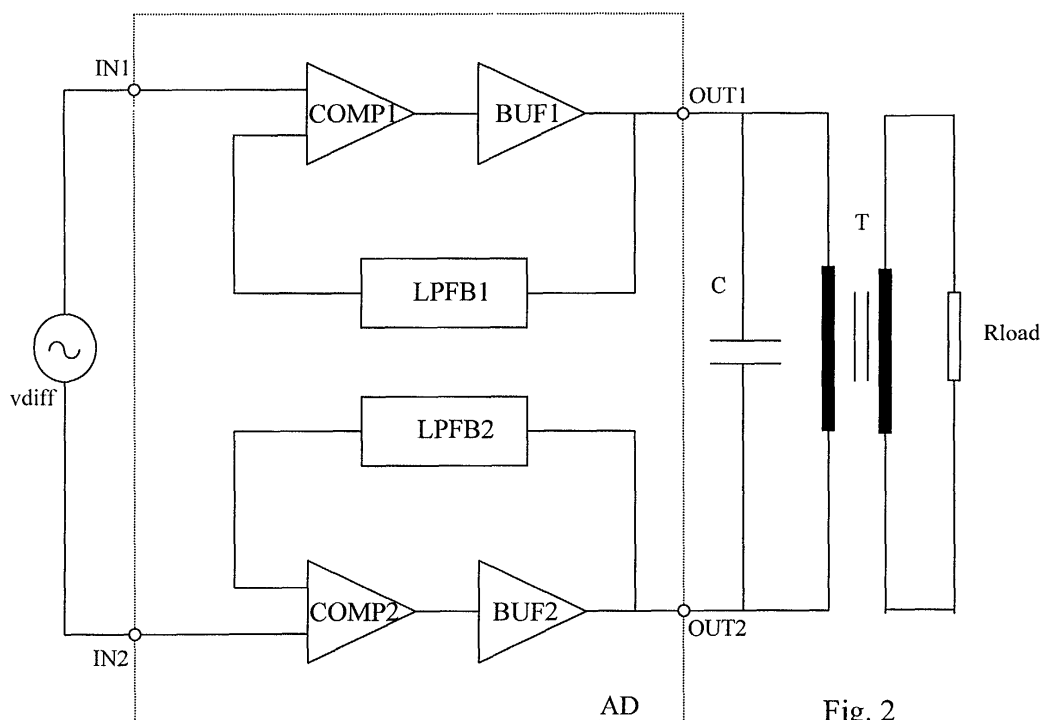 IN1
COMP1
BUF1
OUT1
T
LPFB1
C
Rload
vdiff
LPFB2
COMP2
BUF2
OUT2
IN2
AD
Fig. 2